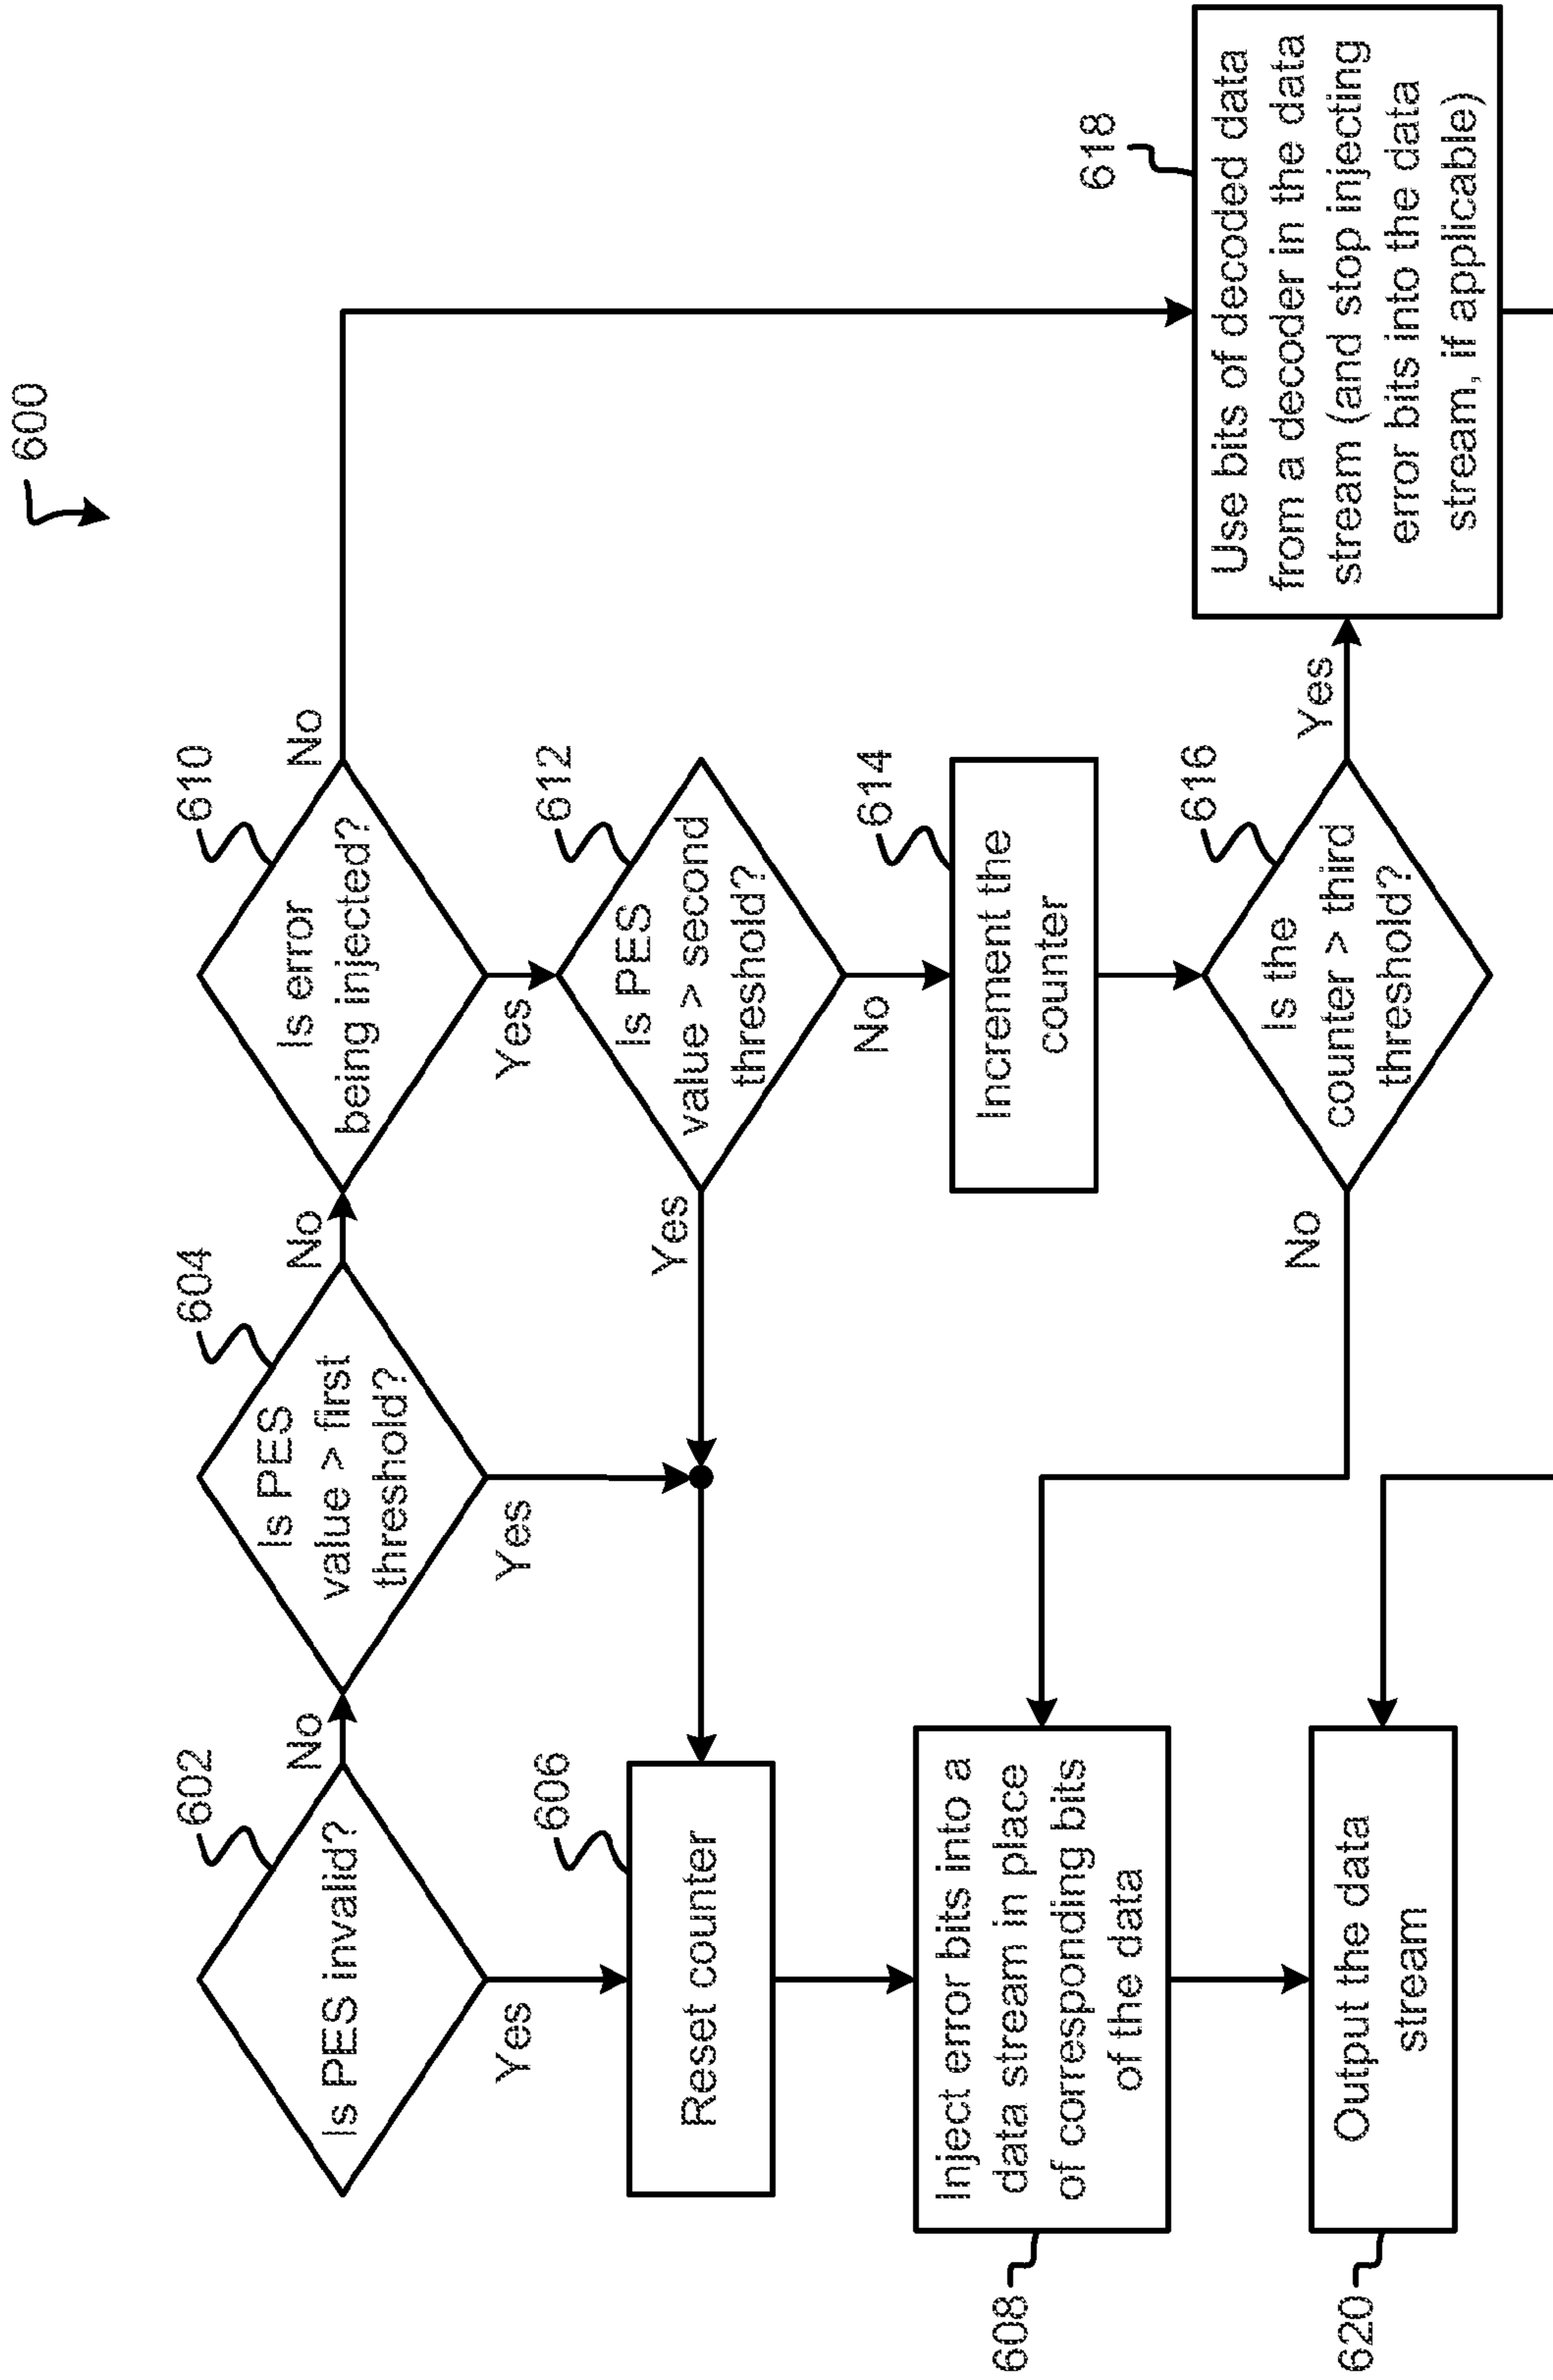 600
602
Is PES invalid?
No
Yes
604
Is PES
value > first
threshold?
No
Yes
610
Is error
being injected?
No
Yes
606
Reset counter
612
Is PES
value > second
threshold?
Yes
No
614
Increment the
counter
608
Inject error bits into a
data stream in place
of corresponding bits
of the data
616
Is the
counter > third
threshold?
No
Yes
618
Use bits of decoded data
from a decoder in the data
stream (and stop injecting
error bits into the data
stream, if applicable)
620
Output the data
stream